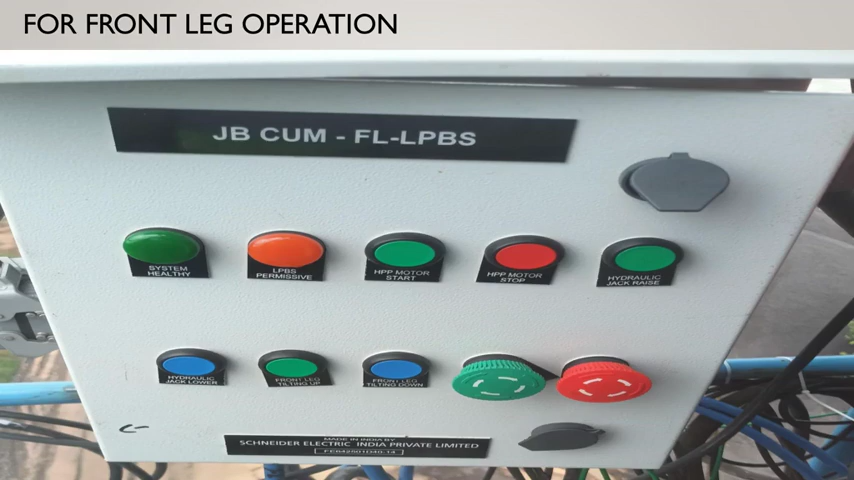 FOR FRONT LEG OPERATION
JB CUM - FL-LPBS
SYSTEM
HEALTHY
LPBS
PERMISSIVE
HPP MOTOR
START
HPP MOTOR
STOP
HYDRAULIC
JACK RAISE
HYDRAULIC
JACK LOWER
FRONT LEG
TILTING UP
FRONT LEG
TILTING DOWN
MADE IN INDIA BY
SCHNEIDER ELECTRIC INDIA PRIVATE LIMITED